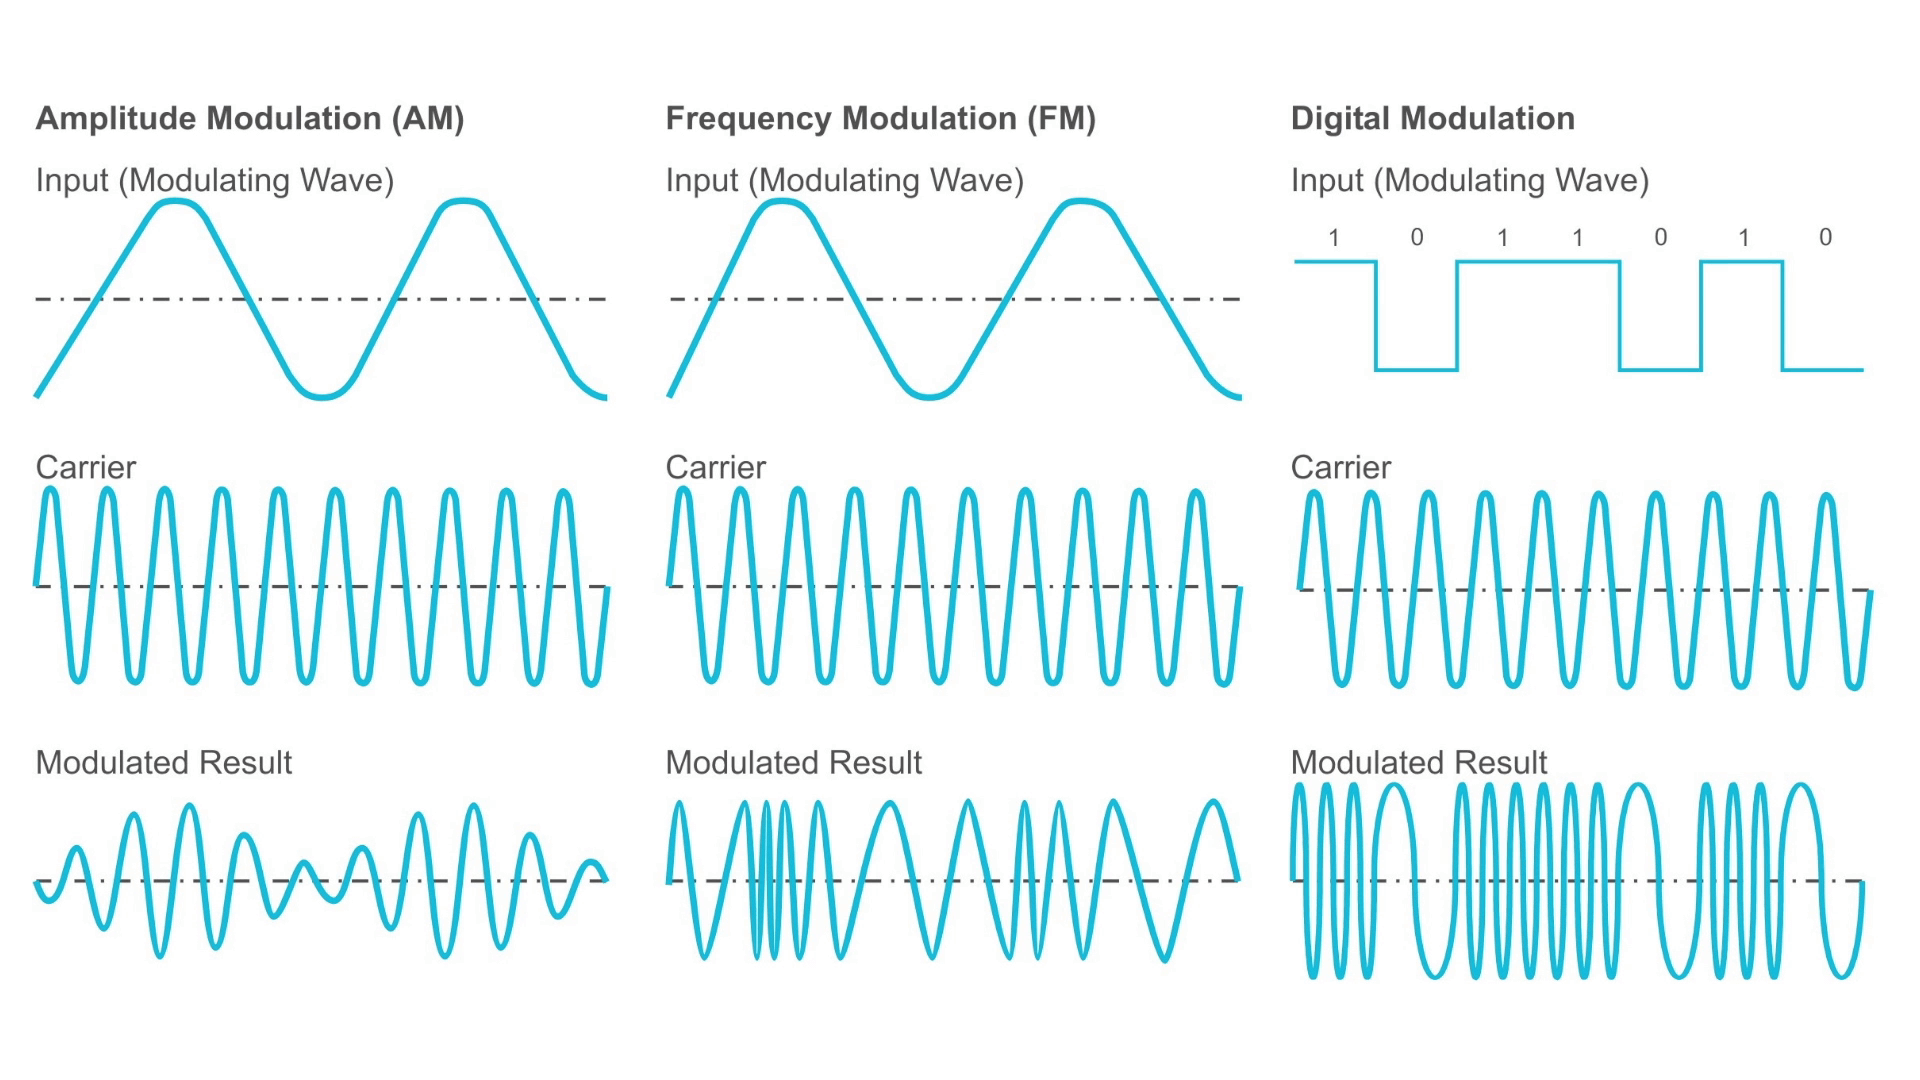 Amplitude Modulation (AM)
Input (Modulating Wave)
Carrier
Modulated Result
Frequency Modulation (FM)
Input (Modulating Wave)
Carrier
Modulated Result
Digital Modulation
Input (Modulating Wave)
1 0 1 1 0 1 0
Carrier
Modulated Result